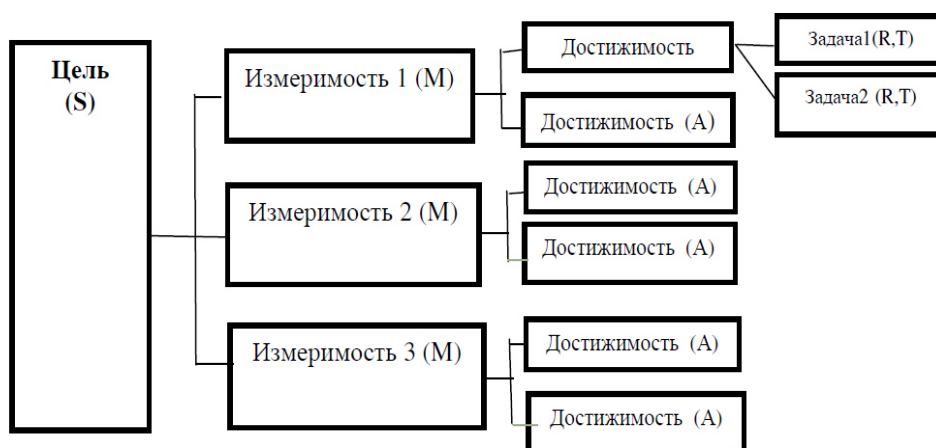 Цель
(S)
Измеримость 1 (M)
Достижимость
Задача1(R,T)
Задача2 (R,T)
Достижимость (A)
Измеримость 2 (M)
Достижимость (A)
Достижимость (A)
Измеримость 3 (M)
Достижимость (A)
Достижимость (A)